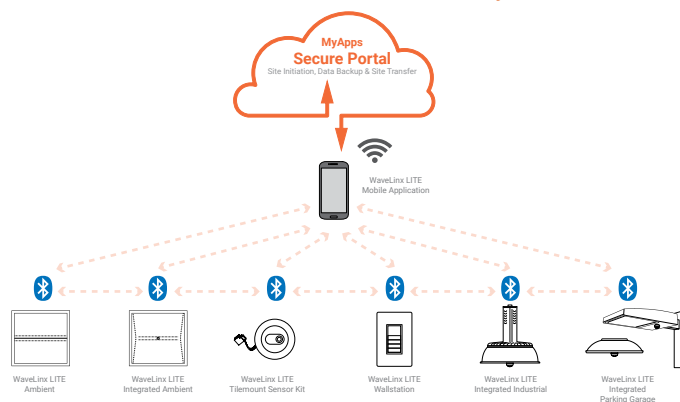 MyApps
Secure Portal
Site Initiation, Data Backup & Site Transfer
WaveLinx LITE
Mobile Application
WaveLinx LITE
Ambient
WaveLinx LITE
Integrated Ambient
WaveLinx LITE
Tilemount Sensor Kit
WaveLinx LITE
Wallstation
WaveLinx LITE
Integrated Industrial
WaveLinx LITE
Integrated
Parking Garage